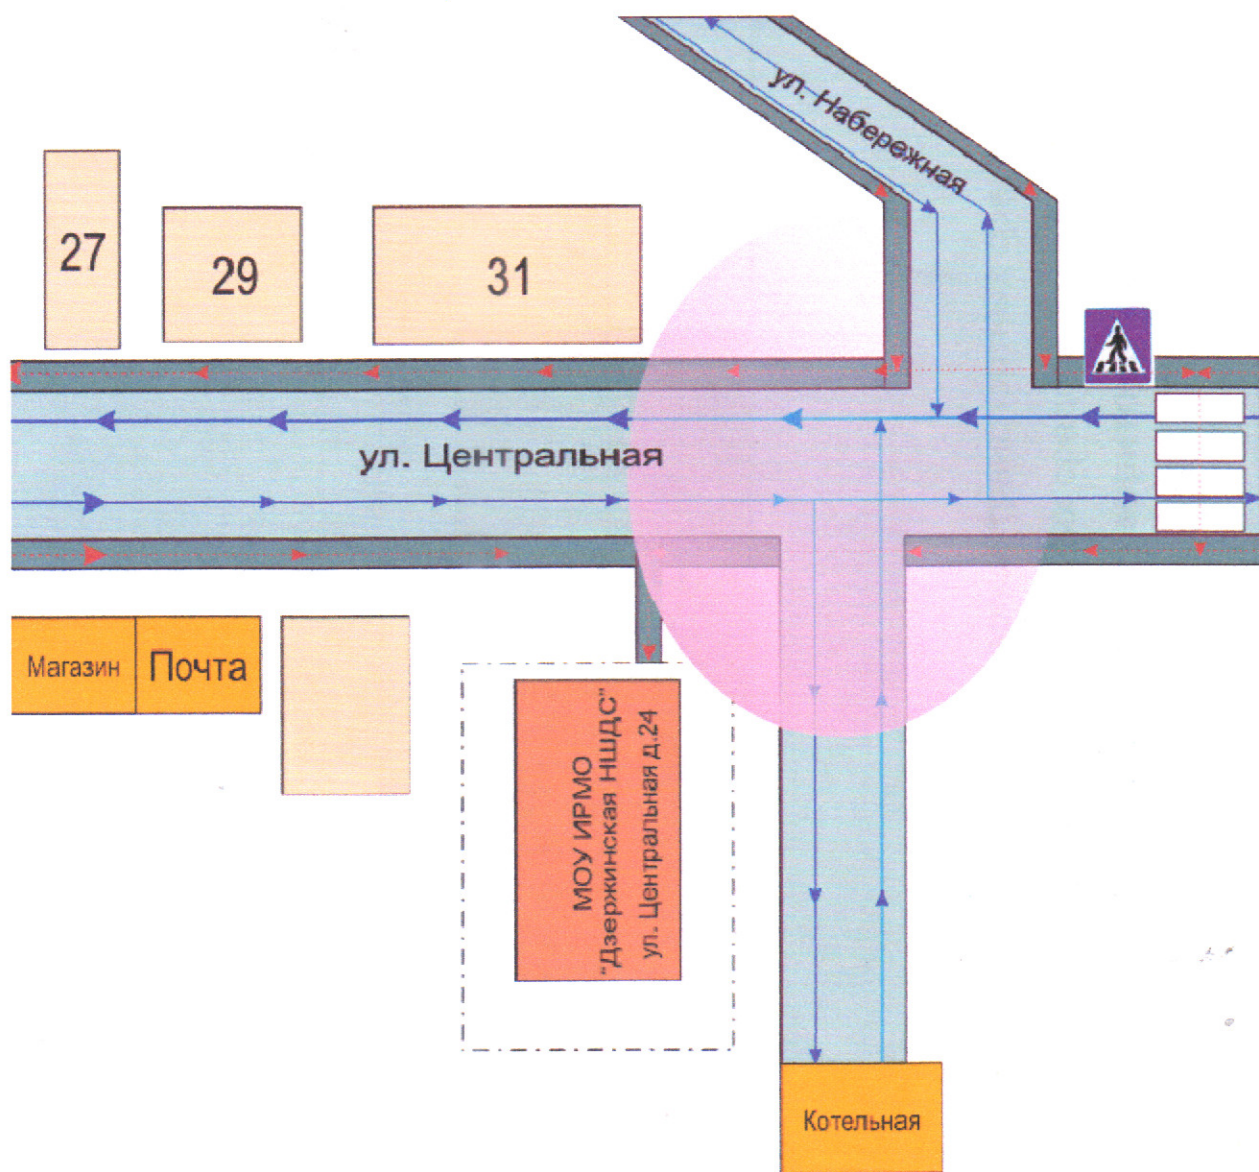 ул. Набережная
27
29
31
ул. Центральная
Магазин
Почта
МОУ ИРМО
"Дзержинская НШДС"
ул. Центральная д.24
Котельная